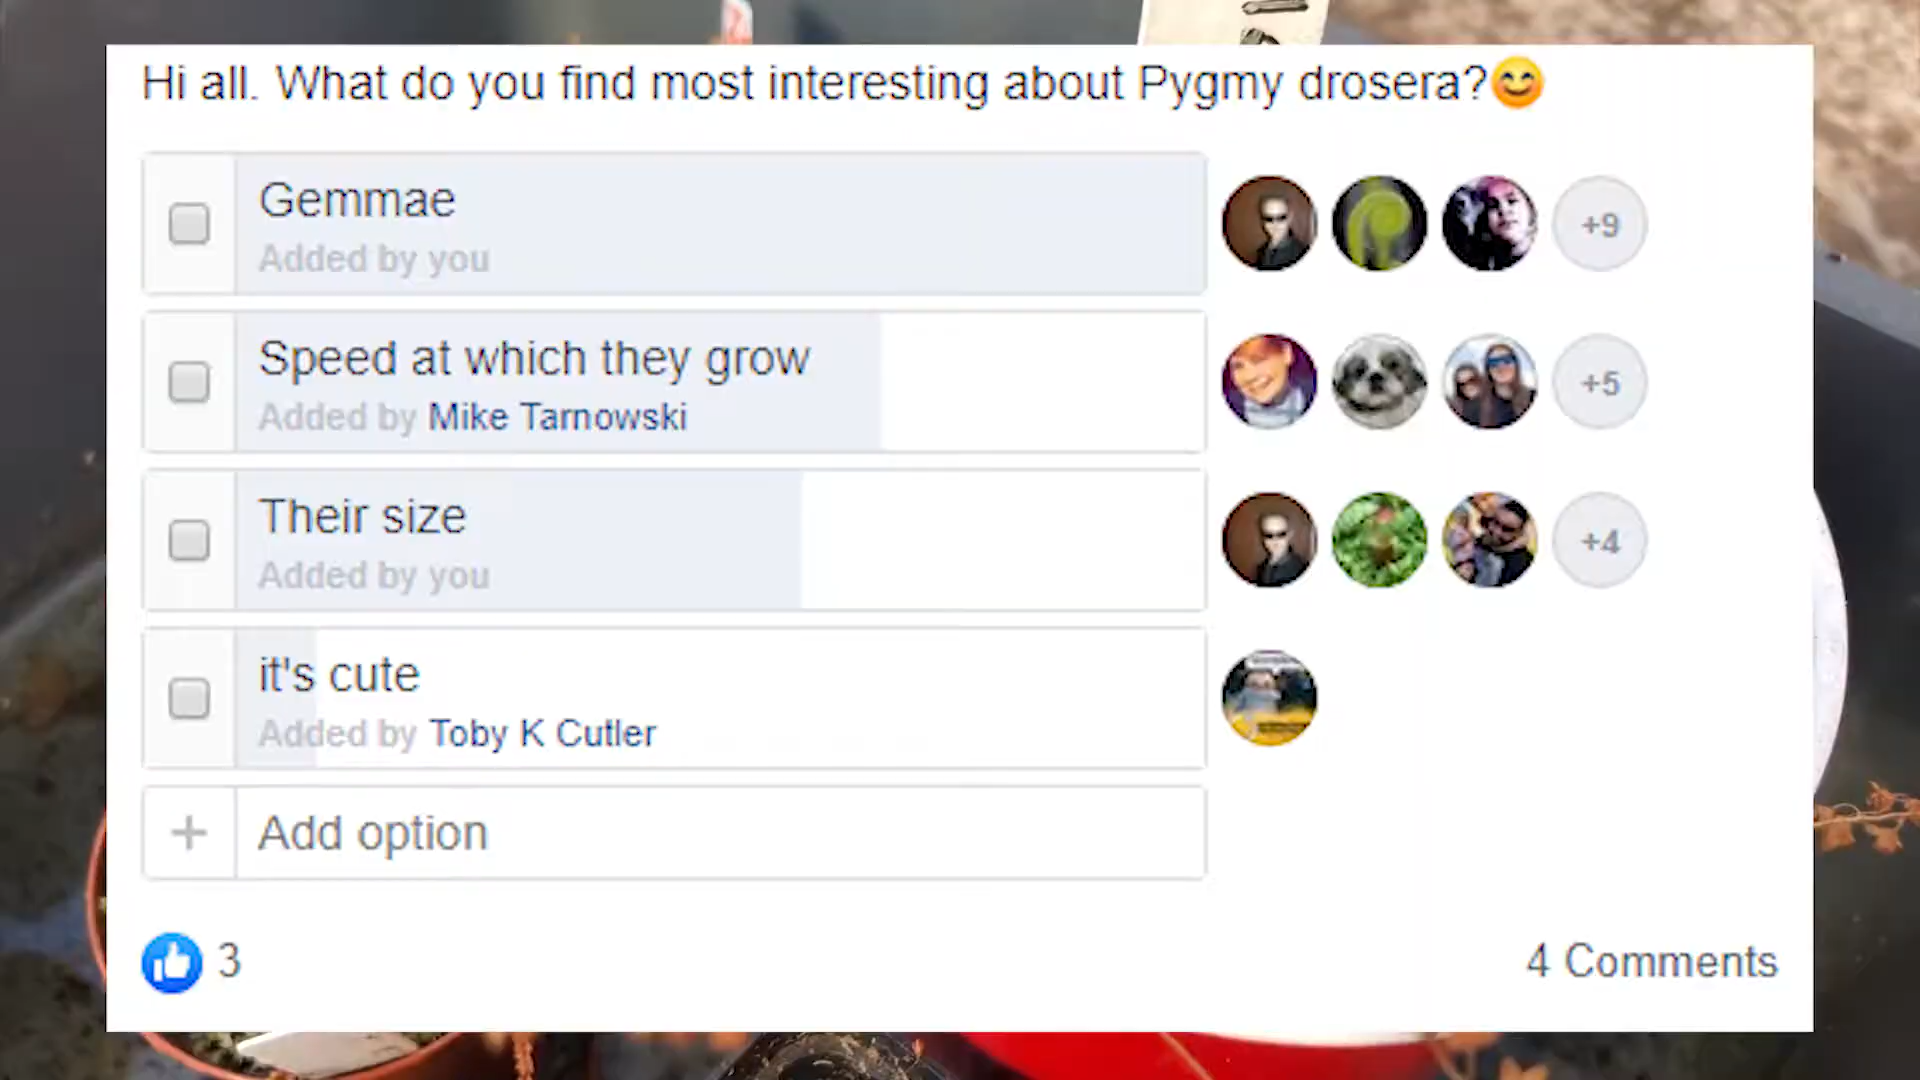 Hi all. What do you find most interesting about Pygmy drosera?😊
Gemmae
Added by you
+9
Speed at which they grow
Added by Mike Tarnowski
+5
Their size
Added by you
+4
it's cute
Added by Toby K Cutler
+ Add option
3
4 Comments